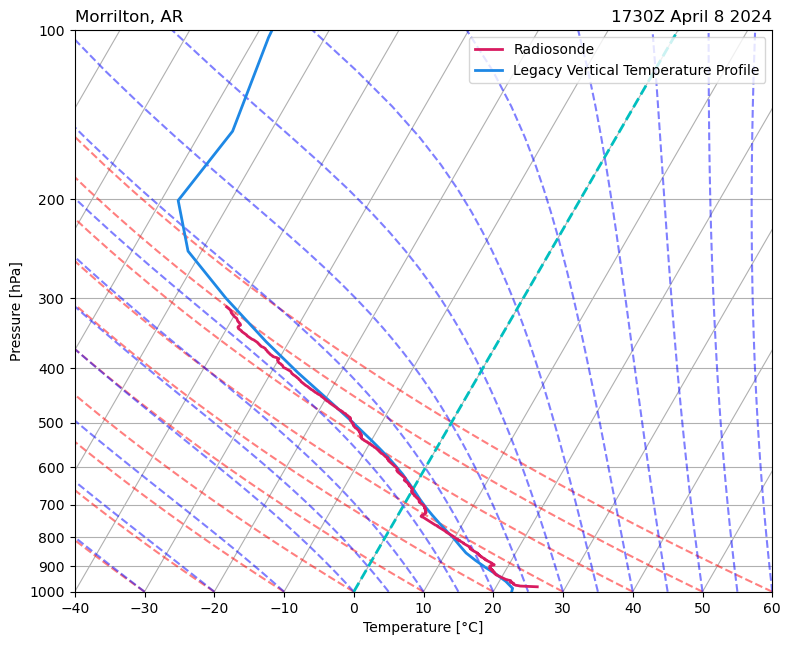 Morrilton, AR
1730Z April 8 2024
Radiosonde
Legacy Vertical Temperature Profile
100
200
300
400
500
600
700
800
900
1000
Pressure [hPa]
−40 −30 −20 −10 0 10 20 30 40 50 60
Temperature [°C]